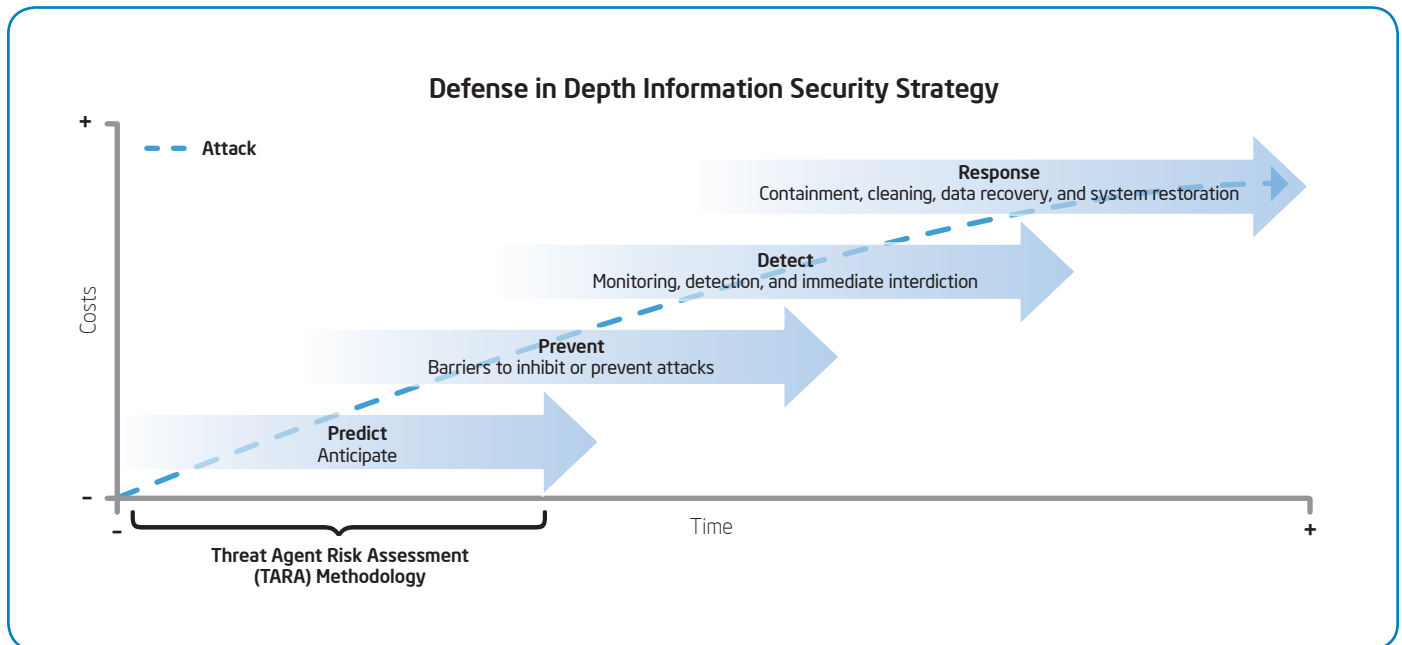 Defense in Depth Information Security Strategy
+
Attack
Response
Containment, cleaning, data recovery, and system restoration
Detect
Monitoring, detection, and immediate interdiction
Costs
Prevent
Barriers to inhibit or prevent attacks
Predict
Anticipate
–
–
Time
+
Threat Agent Risk Assessment
(TARA) Methodology